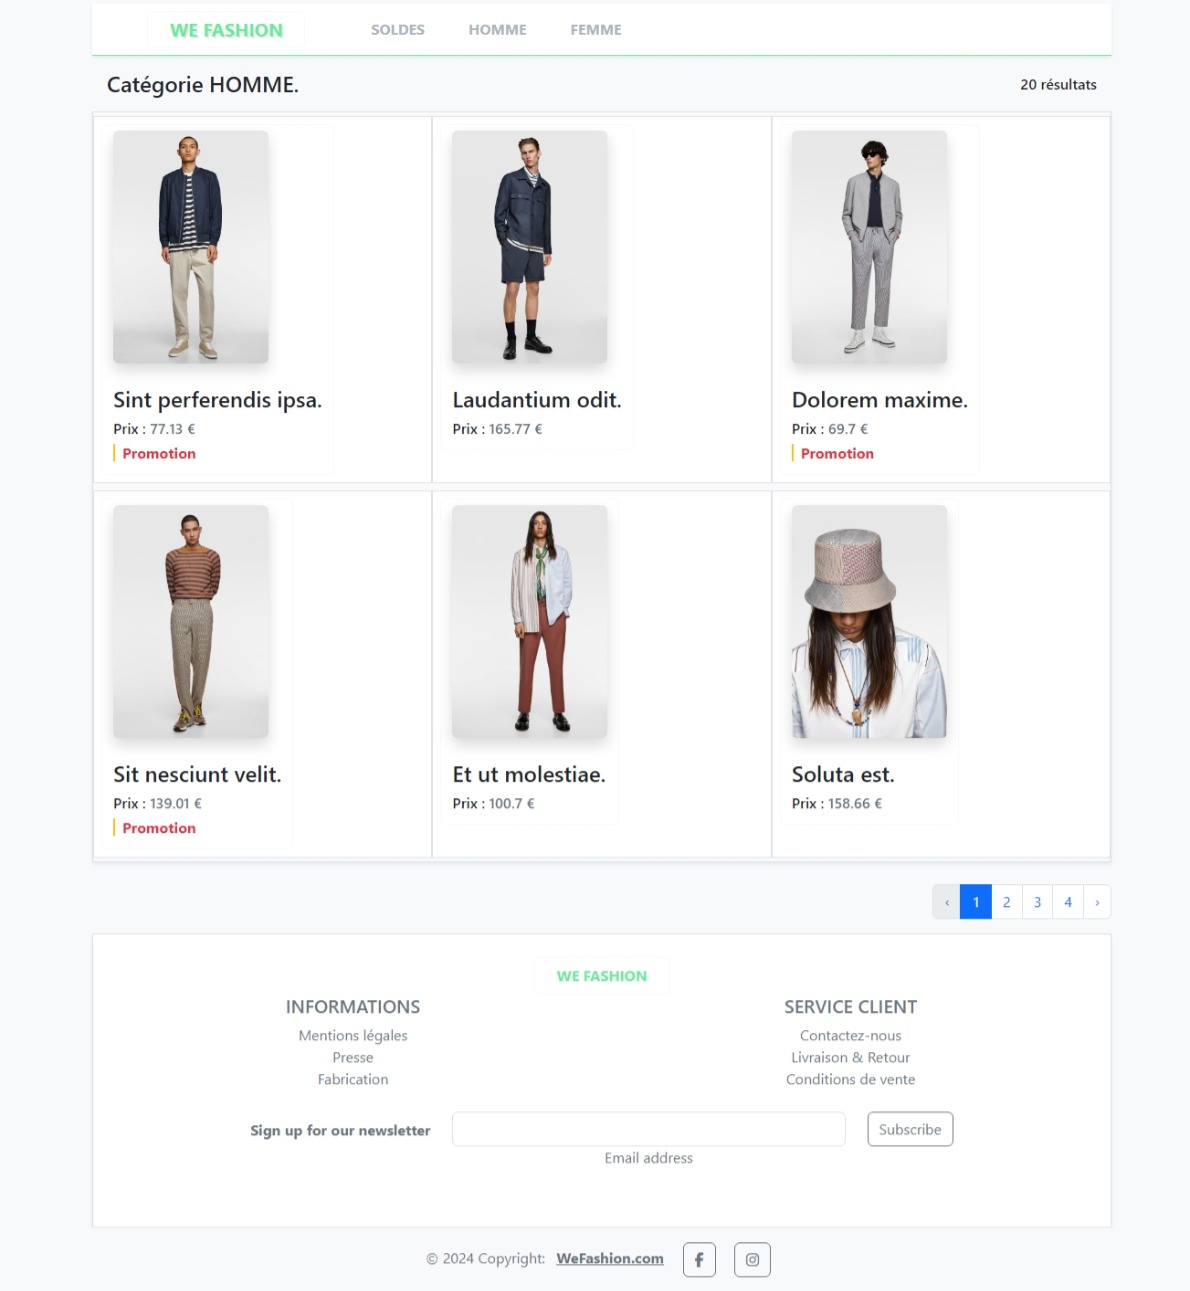 WE FASHION SOLDES HOMME FEMME
Catégorie HOMME. 20 résultats
Sint perferendis ipsa.
Prix : 77.13 €
Promotion
Laudantium odit.
Prix : 165.77 €
Dolorem maxime.
Prix : 69.7 €
Promotion
Sit nesciunt velit.
Prix : 139.01 €
Promotion
Et ut molestiae.
Prix : 100.7 €
Soluta est.
Prix : 158.66 €
‹ 1 2 3 4 ›
WE FASHION
INFORMATIONS
Mentions légales
Presse
Fabrication
SERVICE CLIENT
Contactez-nous
Livraison & Retour
Conditions de vente
Sign up for our newsletter Subscribe
Email address
© 2024 Copyright: WeFashion.com